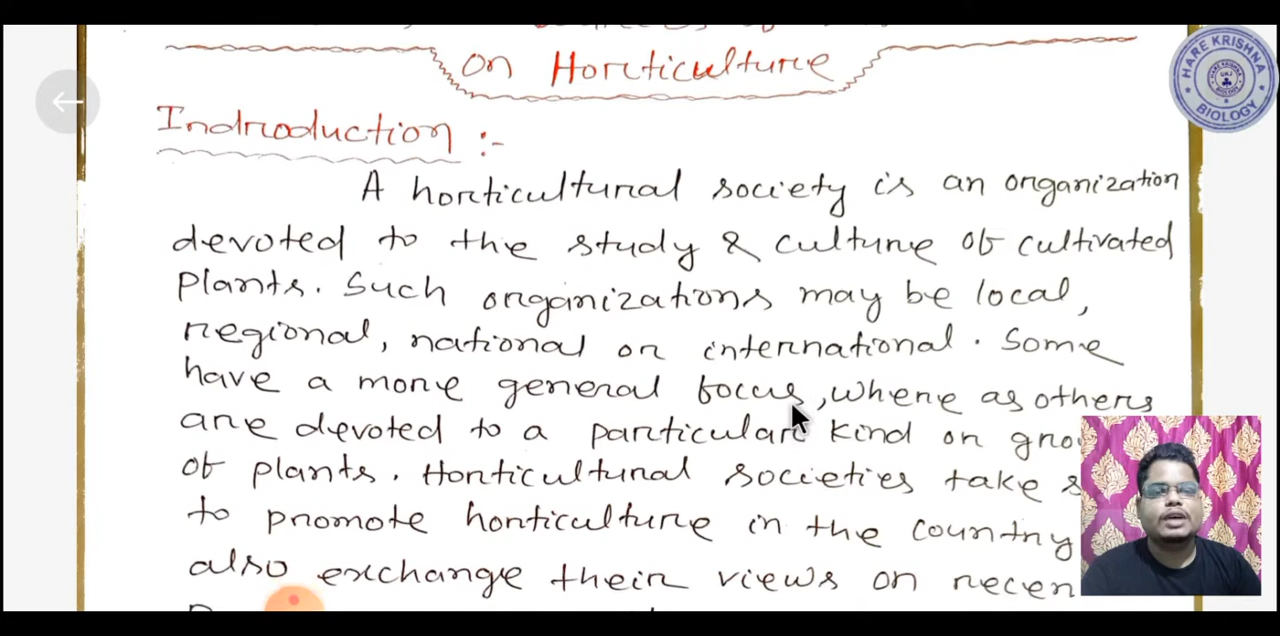 on Horticulture
HARE KRISHNA
UKJ
BIOLOGY
Indroduction :-
A horticultural society is an organization
devoted to the study & culture of cultivated
plants. Such organizations may be local,
regional, national or international. Some
have a more general focus, where as others
are devoted to a particular kind or gro
of plants. Horticultural societies take s
to promote horticulture in the country
also exchange their views on recen